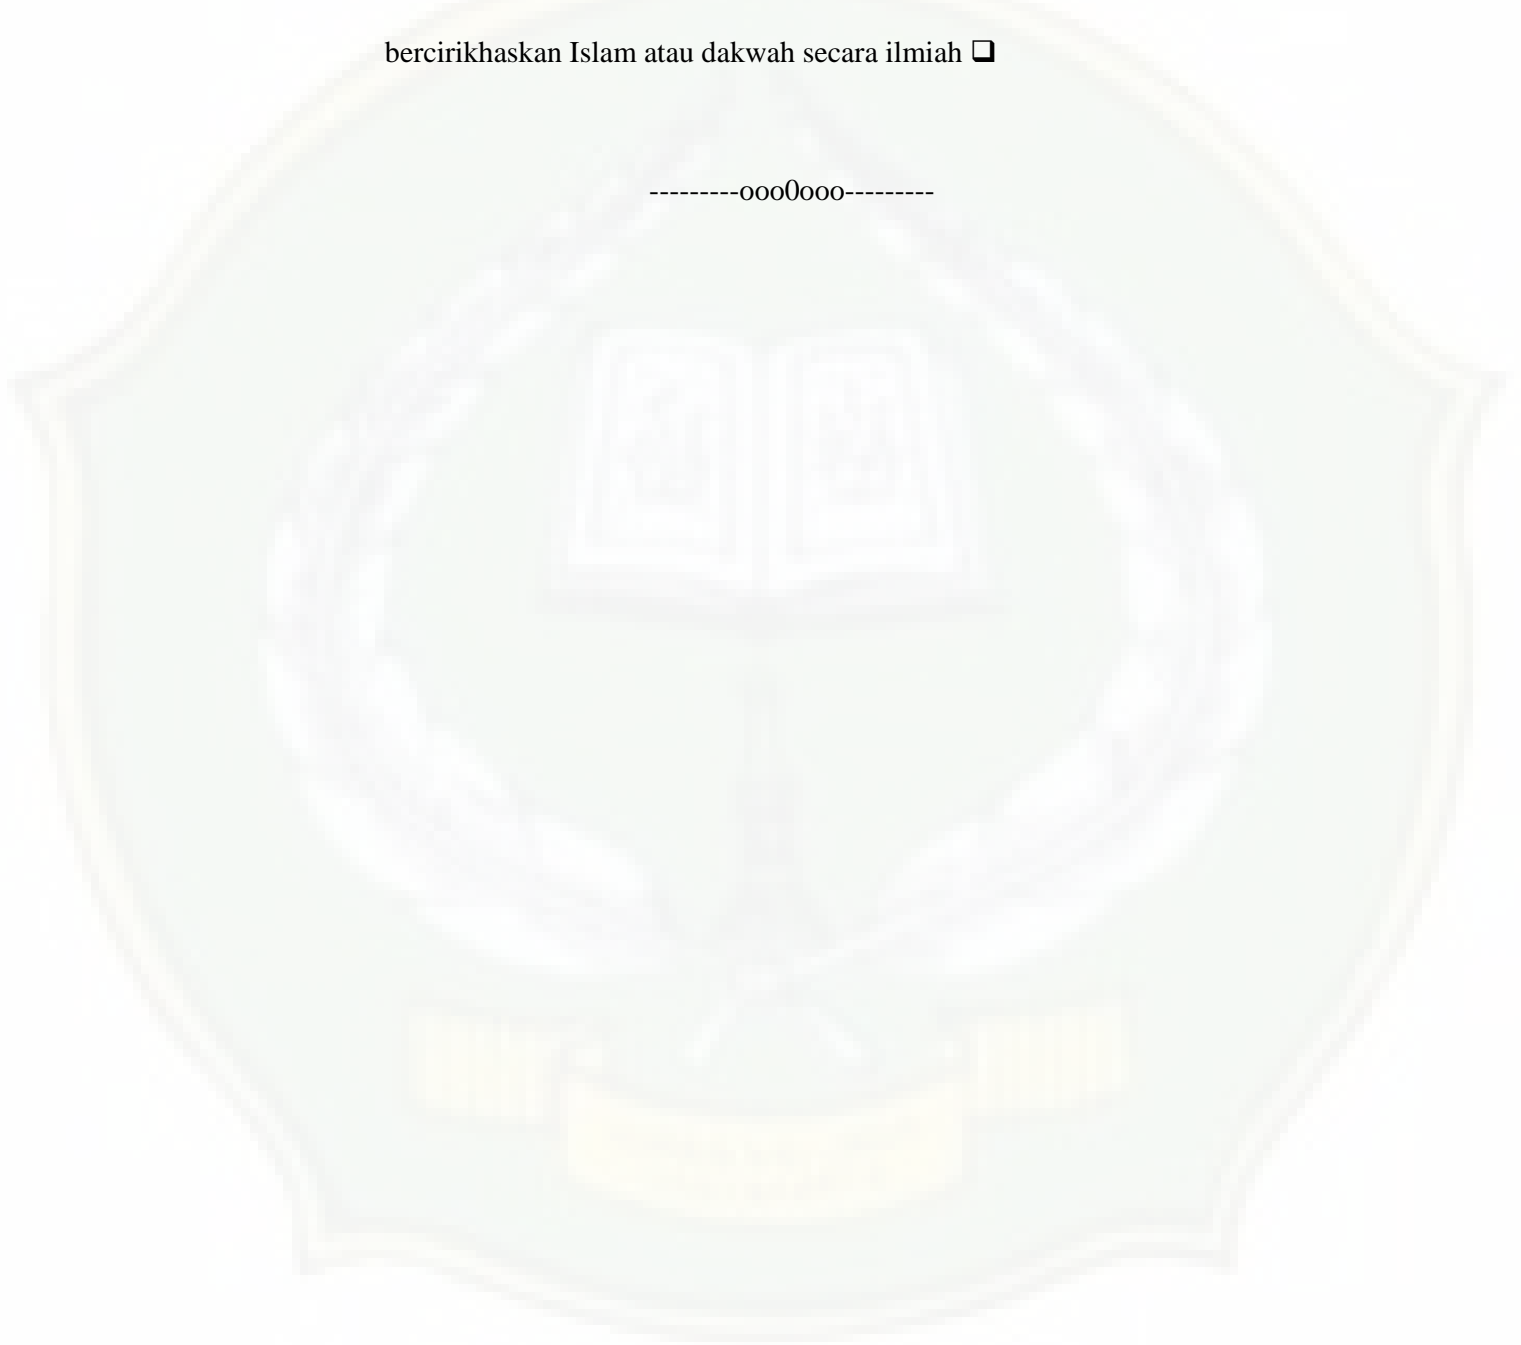 bercirikhaskan Islam atau dakwah secara ilmiah ❑
---------ooo0ooo---------